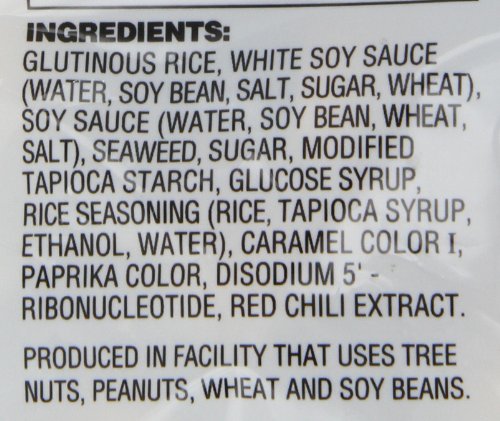 INGREDIENTS:
GLUTINOUS RICE, WHITE SOY SAUCE
(WATER, SOY BEAN, SALT, SUGAR, WHEAT),
SOY SAUCE (WATER, SOY BEAN, WHEAT,
SALT), SEAWEED, SUGAR, MODIFIED
TAPIOCA STARCH, GLUCOSE SYRUP,
RICE SEASONING (RICE, TAPIOCA SYRUP,
ETHANOL, WATER), CARAMEL COLOR I,
PAPRIKA COLOR, DISODIUM 5' -
RIBONUCLEOTIDE, RED CHILI EXTRACT.
PRODUCED IN FACILITY THAT USES TREE
NUTS, PEANUTS, WHEAT AND SOY BEANS.